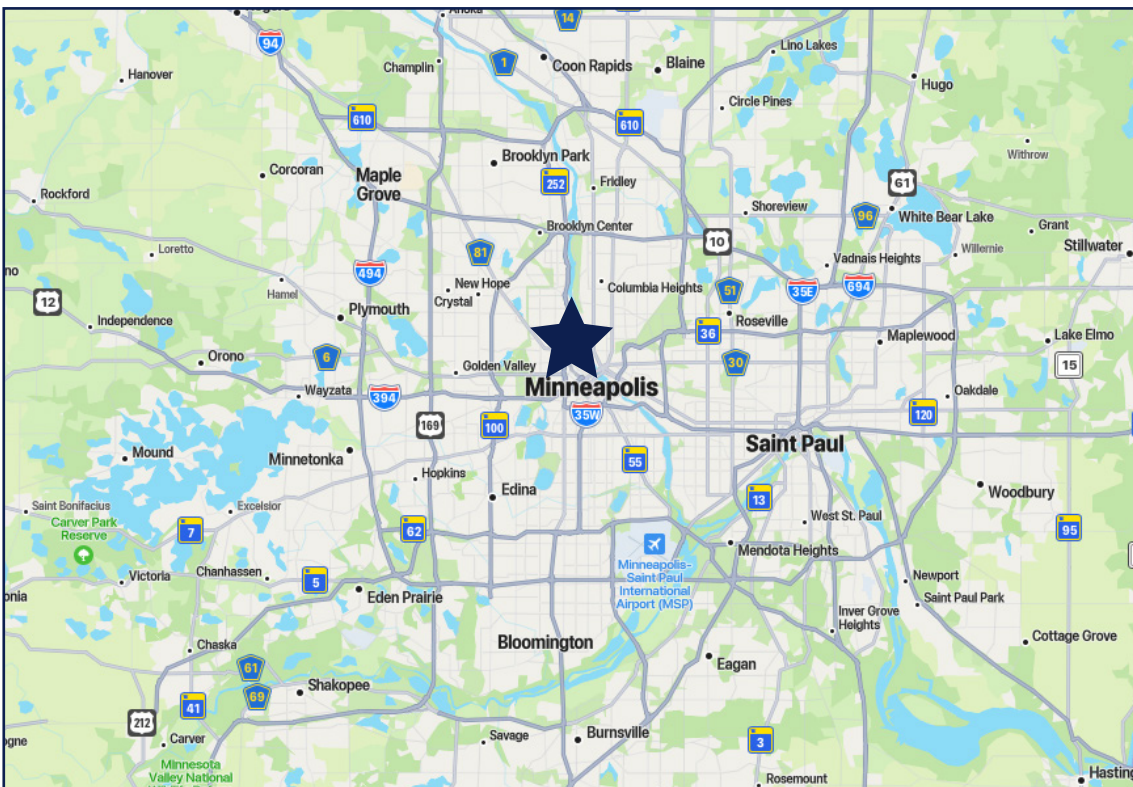 14
94
Hanover
Champlin
1
Coon Rapids
Blaine
Lino Lakes
Hugo
Circle Pines
610
610
Withrow
Corcoran
Maple
Grove
Brooklyn Park
252
Fridley
61
Rockford
Shoreview
96
White Bear Lake
Grant
Brooklyn Center
10
Stillwater
Loretto
81
Willernie
Vadnais Heights
494
New Hope
Columbia Heights
51
35E
694
Hamel
Crystal
12
Plymouth
Independence
Roseville
36
Maplewood
Lake Elmo
Orono
6
Golden Valley
30
15
Wayzata
394
Minneapolis
35W
Oakdale
169
100
120
Saint Paul
Mound
Minnetonka
55
Hopkins
Edina
13
Woodbury
Saint Bonifacius
Excelsior
Carver Park
Reserve
7
62
West St. Paul
95
Mendota Heights
Minneapolis-
Saint Paul
International
Airport (MSP)
Victoria
Chanhassen
5
Eden Prairie
Newport
Saint Paul Park
Inver Grove
Heights
Chaska
Bloomington
Cottage Grove
61
Eagan
69
Shakopee
41
212
Carver
Savage
Burnsville
3
Minnesota
Valley National
Rosemount
Hasting